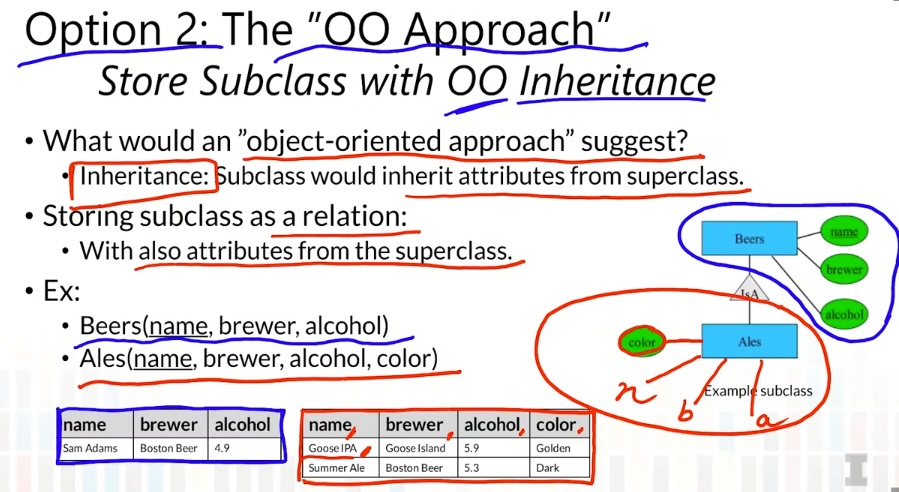 Option 2: The "OO Approach"
Store Subclass with OO Inheritance
• What would an "object-oriented approach" suggest?
• Inheritance: Subclass would inherit attributes from superclass.
• Storing subclass as a relation:
• With also attributes from the superclass.
• Ex:
• Beers(name, brewer, alcohol)
• Ales(name, brewer, alcohol, color)
Beers
name
brewer
alcohol
IsA
color
Ales
Example subclass
n
b
a
name brewer alcohol
Sam Adams Boston Beer 4.9
name brewer alcohol color
Goose IPA Goose Island 5.9 Golden
Summer Ale Boston Beer 5.3 Dark
I